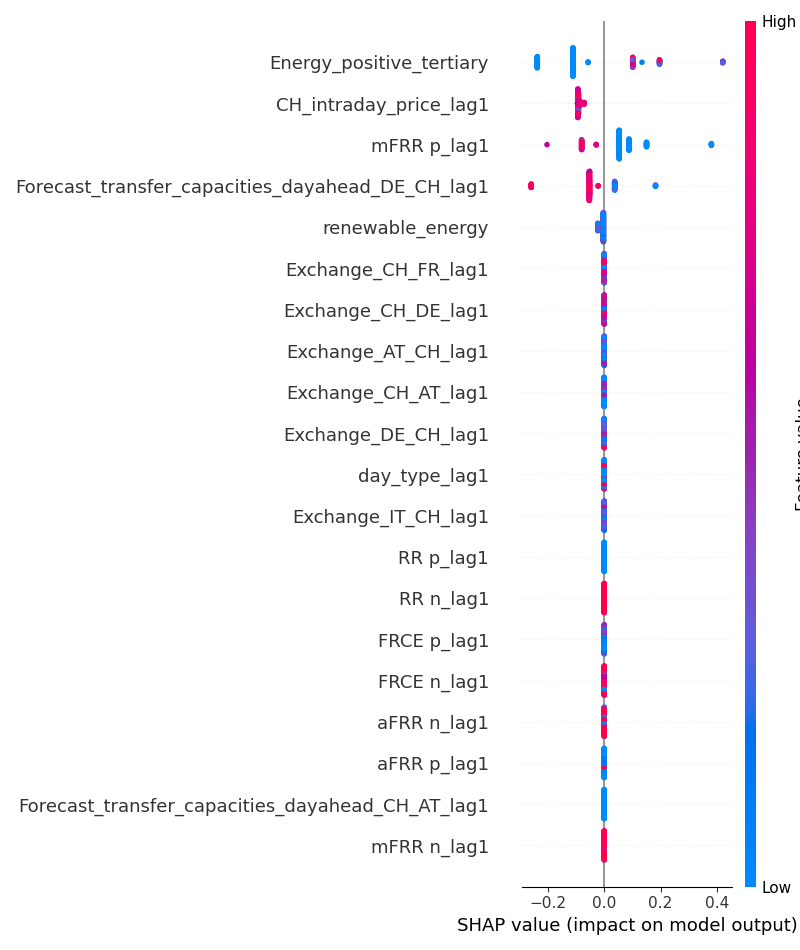 High
Energy_positive_tertiary
CH_intraday_price_lag1
mFRR p_lag1
Forecast_transfer_capacities_dayahead_DE_CH_lag1
renewable_energy
Exchange_CH_FR_lag1
Exchange_CH_DE_lag1
Exchange_AT_CH_lag1
Exchange_CH_AT_lag1
Exchange_DE_CH_lag1
day_type_lag1
Exchange_IT_CH_lag1
RR p_lag1
RR n_lag1
FRCE p_lag1
FRCE n_lag1
aFRR n_lag1
aFRR p_lag1
Forecast_transfer_capacities_dayahead_CH_AT_lag1
mFRR n_lag1
Low
−0.2 0.0 0.2 0.4
SHAP value (impact on model output)
Feature value